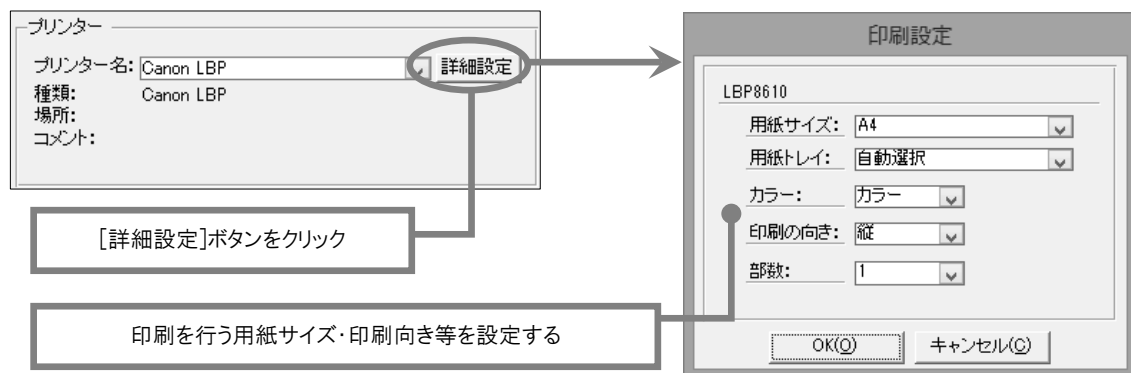 プリンター
プリンター名: Canon LBP 詳細設定
種類: Canon LBP
場所:
コメント:
[詳細設定]ボタンをクリック
印刷を行う用紙サイズ・印刷向き等を設定する
印刷設定
LBP8610
用紙サイズ: A4
用紙トレイ: 自動選択
カラー: カラー
印刷の向き: 縦
部数: 1
OK(O) キャンセル(C)